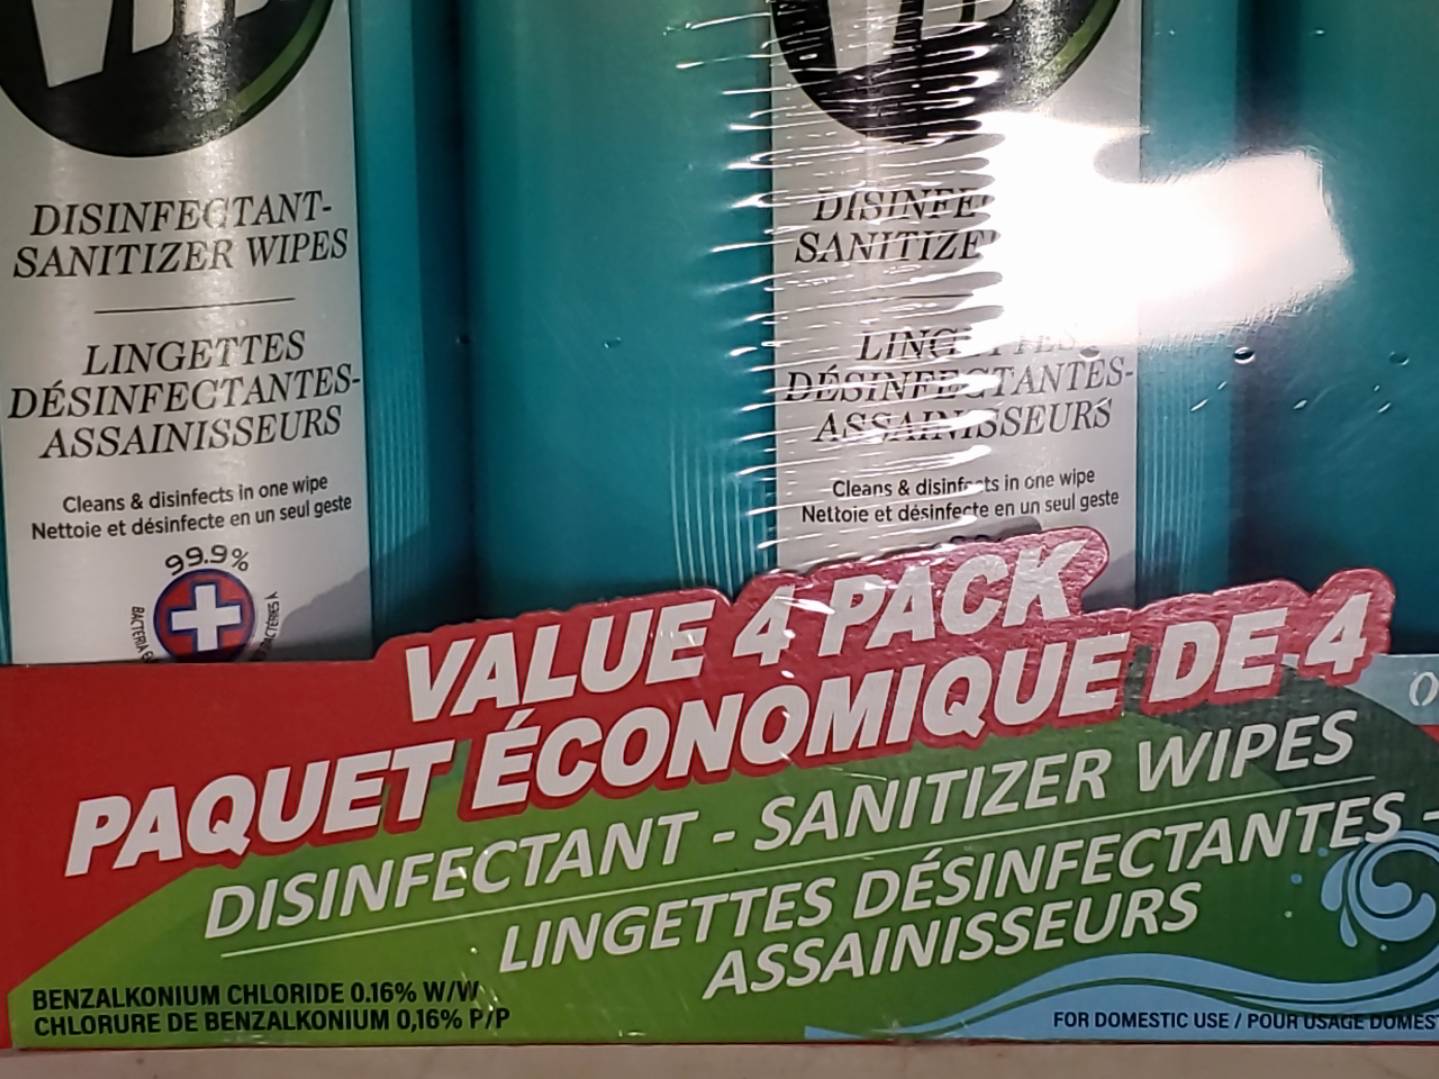 DISINFECTANT-
SANITIZER WIPES
LINGETTES
DÉSINFECTANTES-
ASSAINISSEURS
Cleans & disinfects in one wipe
Nettoie et désinfecte en un seul geste
99.9%
BACTERIA
LINGETTES
DÉSINFECTANTES-
ASSAINISSEURS
Cleans & disinfects in one wipe
Nettoie et désinfecte en un seul geste
VALUE 4 PACK
PAQUET ÉCONOMIQUE DE 4
DISINFECTANT - SANITIZER WIPES
LINGETTES DÉSINFECTANTES -
ASSAINISSEURS
BENZALKONIUM CHLORIDE 0.16% W/W
CHLORURE DE BENZALKONIUM 0,16% P/P
FOR DOMESTIC USE / POUR USAGE